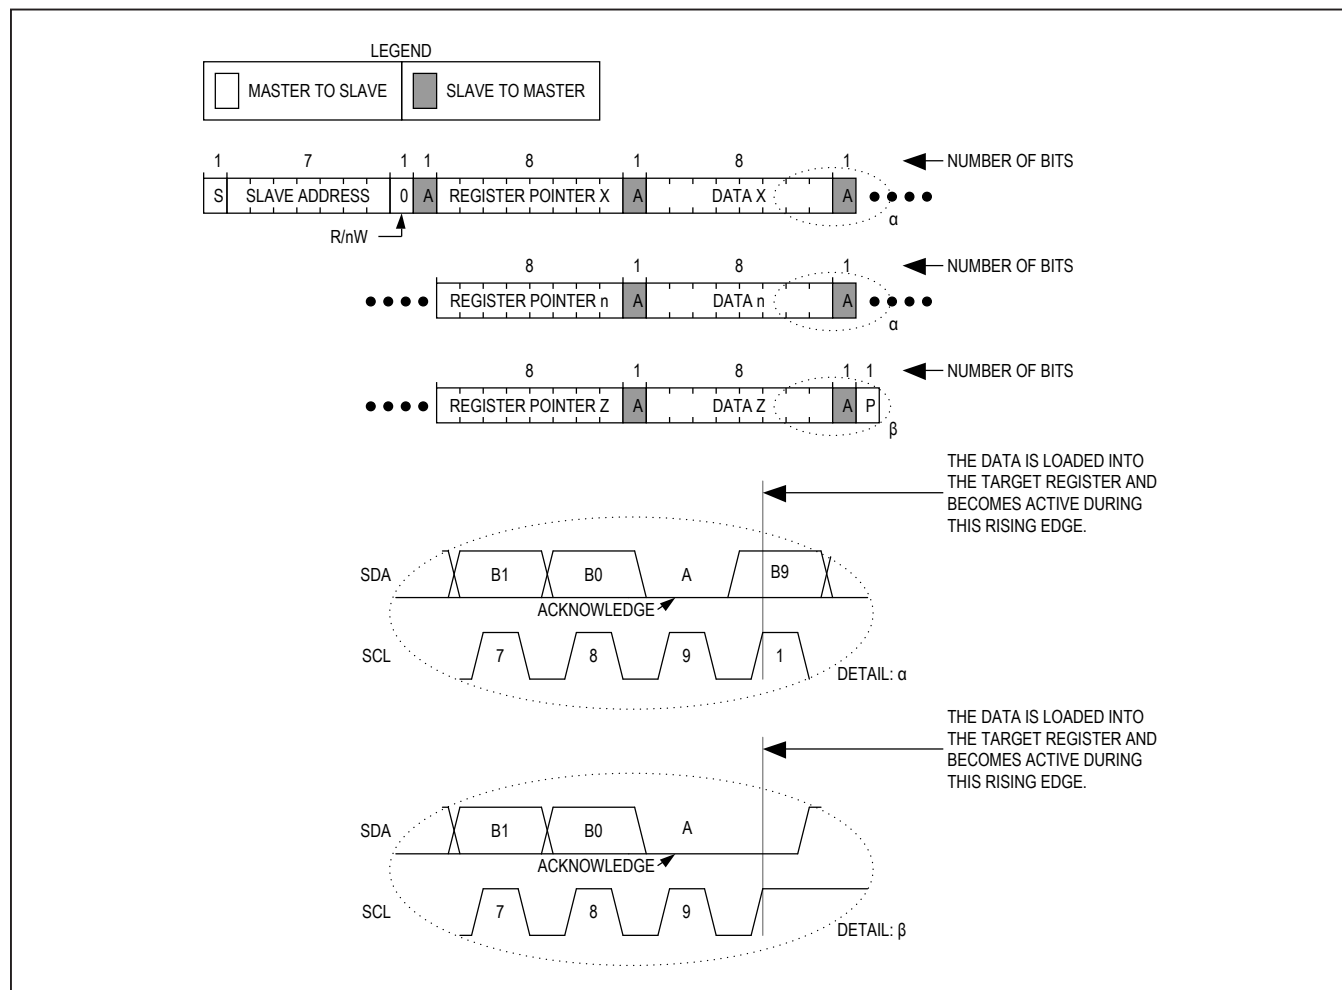 LEGEND
MASTER TO SLAVE SLAVE TO MASTER
1 7 1 1 8 1 8 1 NUMBER OF BITS
S SLAVE ADDRESS 0 A REGISTER POINTER X A DATA X A
α
R/nW
8 1 8 1 NUMBER OF BITS
REGISTER POINTER n A DATA n A
α
8 1 8 1 1 NUMBER OF BITS
REGISTER POINTER Z A DATA Z A P
β
THE DATA IS LOADED INTO
THE TARGET REGISTER AND
BECOMES ACTIVE DURING
THIS RISING EDGE.
SDA B1 B0 A B9
ACKNOWLEDGE
SCL 7 8 9 1
DETAIL: α
THE DATA IS LOADED INTO
THE TARGET REGISTER AND
BECOMES ACTIVE DURING
THIS RISING EDGE.
SDA B1 B0 A
ACKNOWLEDGE
SCL 7 8 9
DETAIL: β